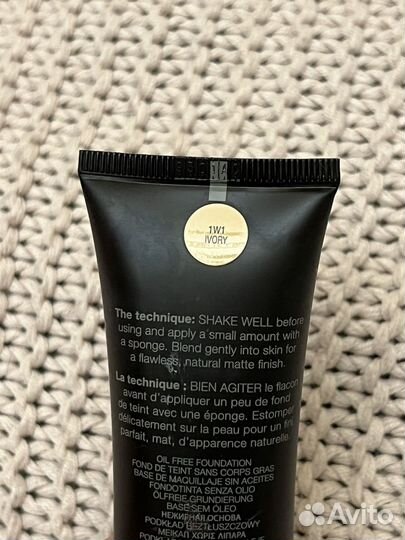 1W1
IVORY
The technique: SHAKE WELL before
using and apply a small amount with
a sponge. Blend gently into skin for
a flawless, natural matte finish.
La technique : BIEN AGITER le flacon
avant d'appliquer un peu de fond
de teint avec une éponge. Estomper
délicatement sur la peau pour un fini
parfait, mat, d'apparence naturelle.
OIL FREE FOUNDATION
FOND DE TEINT SANS CORPS GRAS
BASE DE MAQUILLAJE SIN ACEITES
FONDOTINTA SENZA OLIO
ÖLFREIE GRUNDIERUNG
BASE SEM ÓLEO
НЕЖИРНАЯ ОСНОВА
PODKŁAD BEZTŁUSZCZOWY
ΜΕΙΚΑΠ ΧΩΡΙΣ ΛΙΠΑΡΑ
Avito